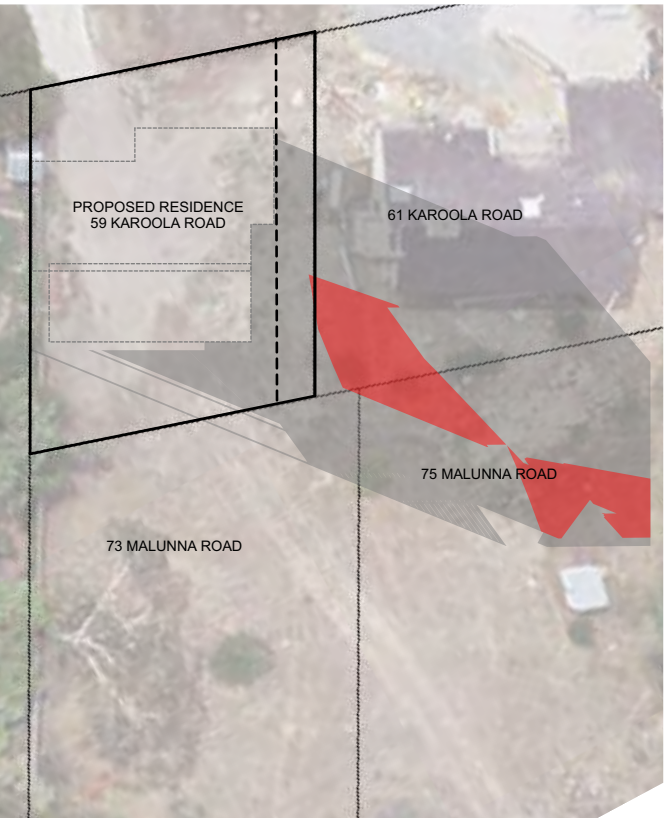 PROPOSED RESIDENCE
59 KAROOLA ROAD
61 KAROOLA ROAD
75 MALUNNA ROAD
73 MALUNNA ROAD